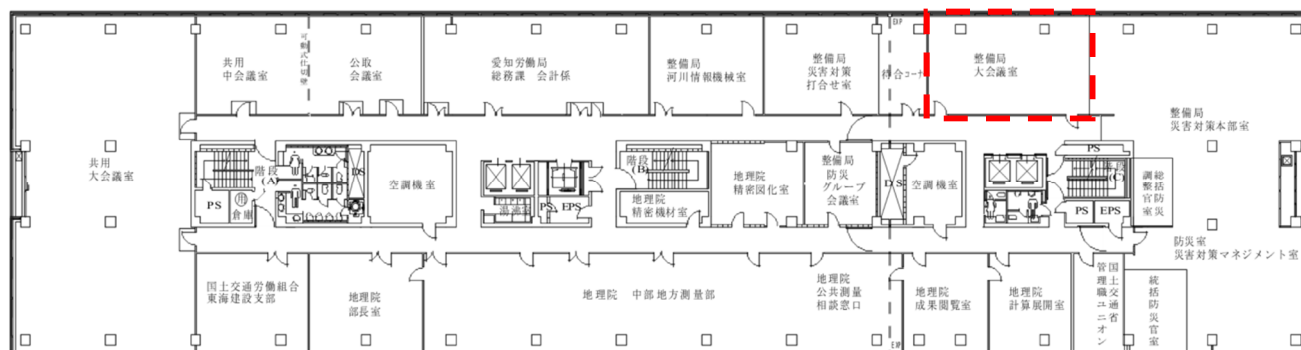 共用
中会議室
可動式仕切壁
公取
会議室
愛知労働局
総務課 会計係
整備局
河川情報機械室
整備局
災害対策
打合せ室
EXP
待合コーナ
整備局
大会議室
整備局
災害対策本部室
共用
大会議室
階段
(A)
PS
用
倉庫
DS
空調機室
湯沸室
PS
EPS
階段
(B)
地理院
精密機材室
地理院
精密図化室
整備局
防災
グループ
会議室
DS
空調機室
PS
階段
(C)
PS
EPS
総括防災
調整官室
防災室
災害対策マネジメント室
国土交通労働組合
東海建設支部
地理院
部長室
地理院 中部地方測量部
地理院
公共測量
相談窓口
EXP
地理院
成果閲覧室
地理院
計算展開室
国土交通省
管理職ユニオン
統括防災官室